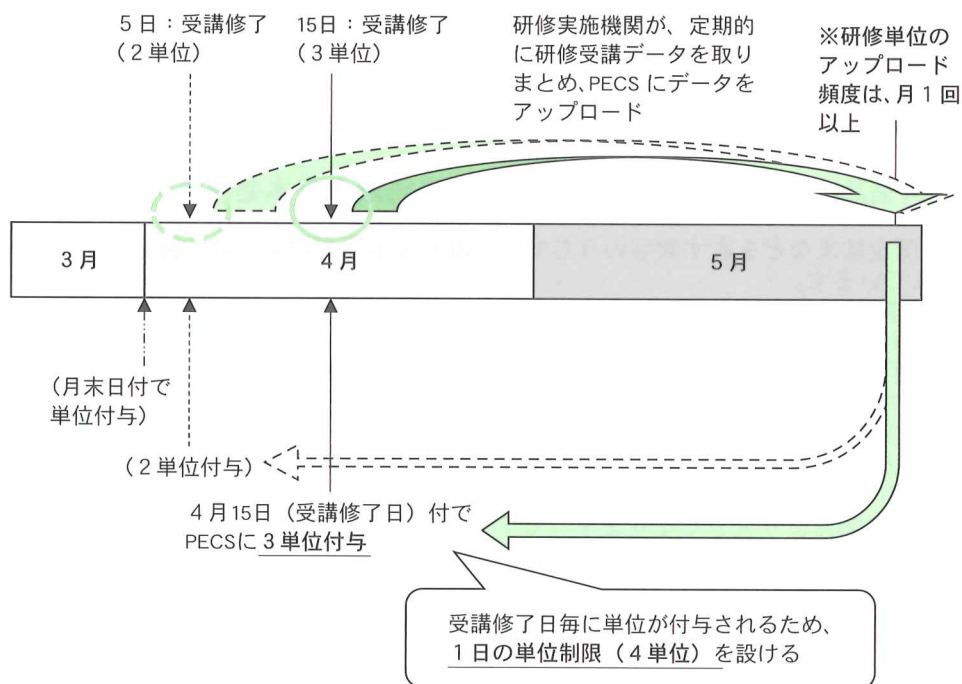 5日：受講修了
（2単位）
15日：受講修了
（3単位）
研修実施機関が、定期的
に研修受講データを取り
まとめ、PECS にデータを
アップロード
※研修単位の
アップロード
頻度は、月1回
以上
3月
4月
5月
（月末日付で
単位付与）
（2単位付与）
4月15日（受講修了日）付で
PECSに3単位付与
受講修了日毎に単位が付与されるため、
1日の単位制限（4単位）を設ける